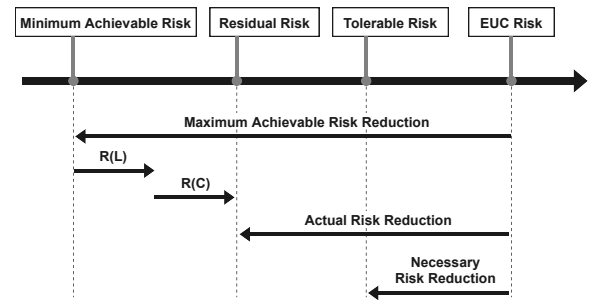 Minimum Achievable Risk
Residual Risk
Tolerable Risk
EUC Risk
Maximum Achievable Risk Reduction
R(L)
R(C)
Actual Risk Reduction
Necessary
Risk Reduction